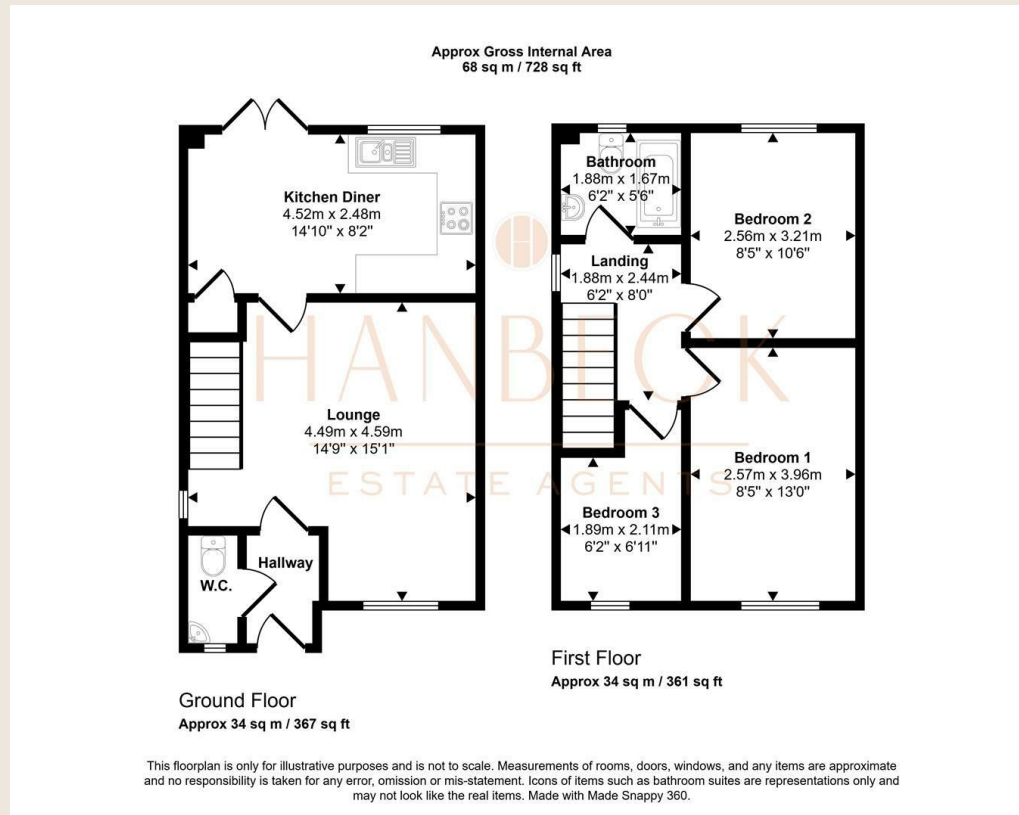 Approx Gross Internal Area
68 sq m / 728 sq ft
Kitchen Diner
4.52m x 2.48m
14'10" x 8'2"
Lounge
4.49m x 4.59m
14'9" x 15'1"
Hallway
W.C.
Ground Floor
Approx 34 sq m / 367 sq ft
Bathroom
1.88m x 1.67m
6'2" x 5'6"
Bedroom 2
2.56m x 3.21m
8'5" x 10'6"
Landing
1.88m x 2.44m
6'2" x 8'0"
Bedroom 1
2.57m x 3.96m
8'5" x 13'0"
Bedroom 3
1.89m x 2.11m
6'2" x 6'11"
First Floor
Approx 34 sq m / 361 sq ft
HANBECK
ESTATE AGENTS
This floorplan is only for illustrative purposes and is not to scale. Measurements of rooms, doors, windows, and any items are approximate
and no responsibility is taken for any error, omission or mis-statement. Icons of items such as bathroom suites are representations only and
may not look like the real items. Made with Made Snappy 360.